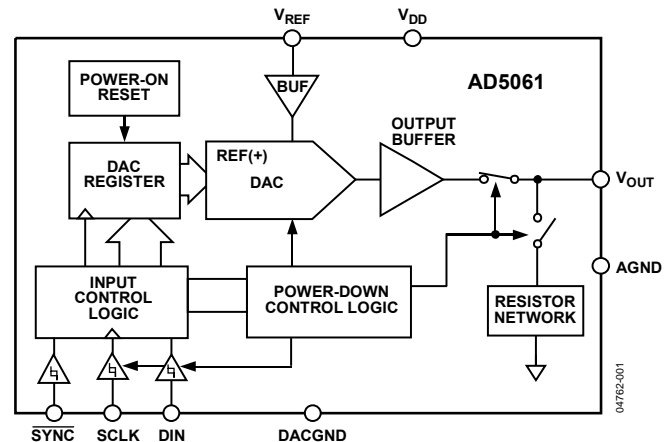 VREF
VDD
POWER-ON
RESET
BUF
AD5061
OUTPUT
BUFFER
REF(+)
DAC
DAC
REGISTER
VOUT
INPUT
CONTROL
LOGIC
POWER-DOWN
CONTROL LOGIC
AGND
RESISTOR
NETWORK
SYNC
SCLK
DIN
DACGND
04762-001